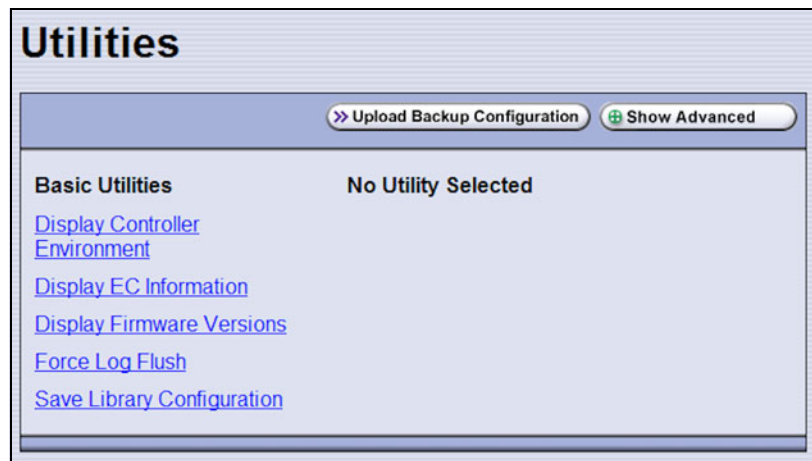 Utilities
Upload Backup Configuration
Show Advanced
Basic Utilities
No Utility Selected
Display Controller
Environment
Display EC Information
Display Firmware Versions
Force Log Flush
Save Library Configuration